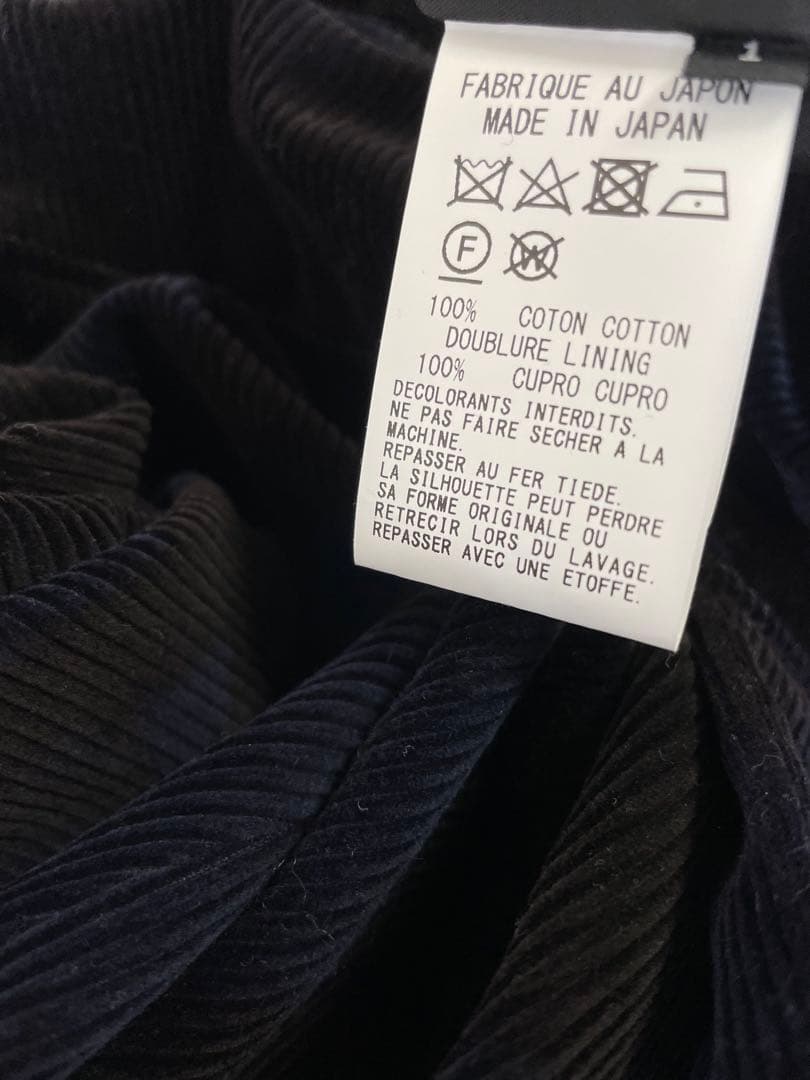 1
FABRIQUE AU JAPON
MADE IN JAPAN
F W
100% COTON COTTON
DOUBLURE LINING
100% CUPRO CUPRO
DECOLORANTS INTERDITS.
NE PAS FAIRE SECHER A LA
MACHINE.
REPASSER AU FER TIEDE.
LA SILHOUETTE PEUT PERDRE
SA FORME ORIGINALE OU
RETRECIR LORS DU LAVAGE.
REPASSER AVEC UNE ETOFFE.